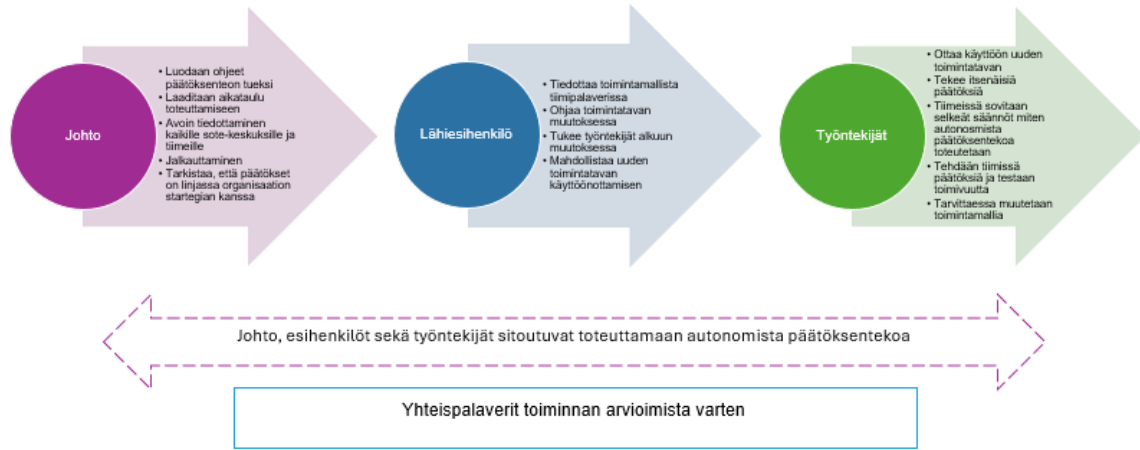 Johto
• Luodaan ohjeet
päätöksenteon tueksi
• Laaditaan aikataulu
toteuttamiseen
• Avoin tiedottaminen
kaikille sote-keskuksille ja
tiimeille
• Jalkauttaminen
• Tarkistaa, että päätökset
on linjassa organisaation
startegian kanssa
Lähiesihenkilö
• Tiedottaa toimintamallista
tiimipalaverissa
• Ohjaa toimintatavan
muutoksessa
• Tukee työntekijät alkuun
muutoksessa
• Mahdollistaa uuden
toimintatavan
käyttöönottamisen
Työntekijät
• Ottaa käyttöön uuden
toimintatavan
• Tekee itsenäisiä
päätöksiä
• Tiimeissä sovitaan
selkeät säännöt miten
autonosmista
päätöksentekoa
toteutetaan
• Tehdään tiimissä
päätöksiä ja testaan
toimivuutta
• Tarvittaessa muutetaan
toimintamallia
Johto, esihenkilöt sekä työntekijät sitoutuvat toteuttamaan autonomista päätöksentekoa
Yhteispalaverit toiminnan arvioimista varten